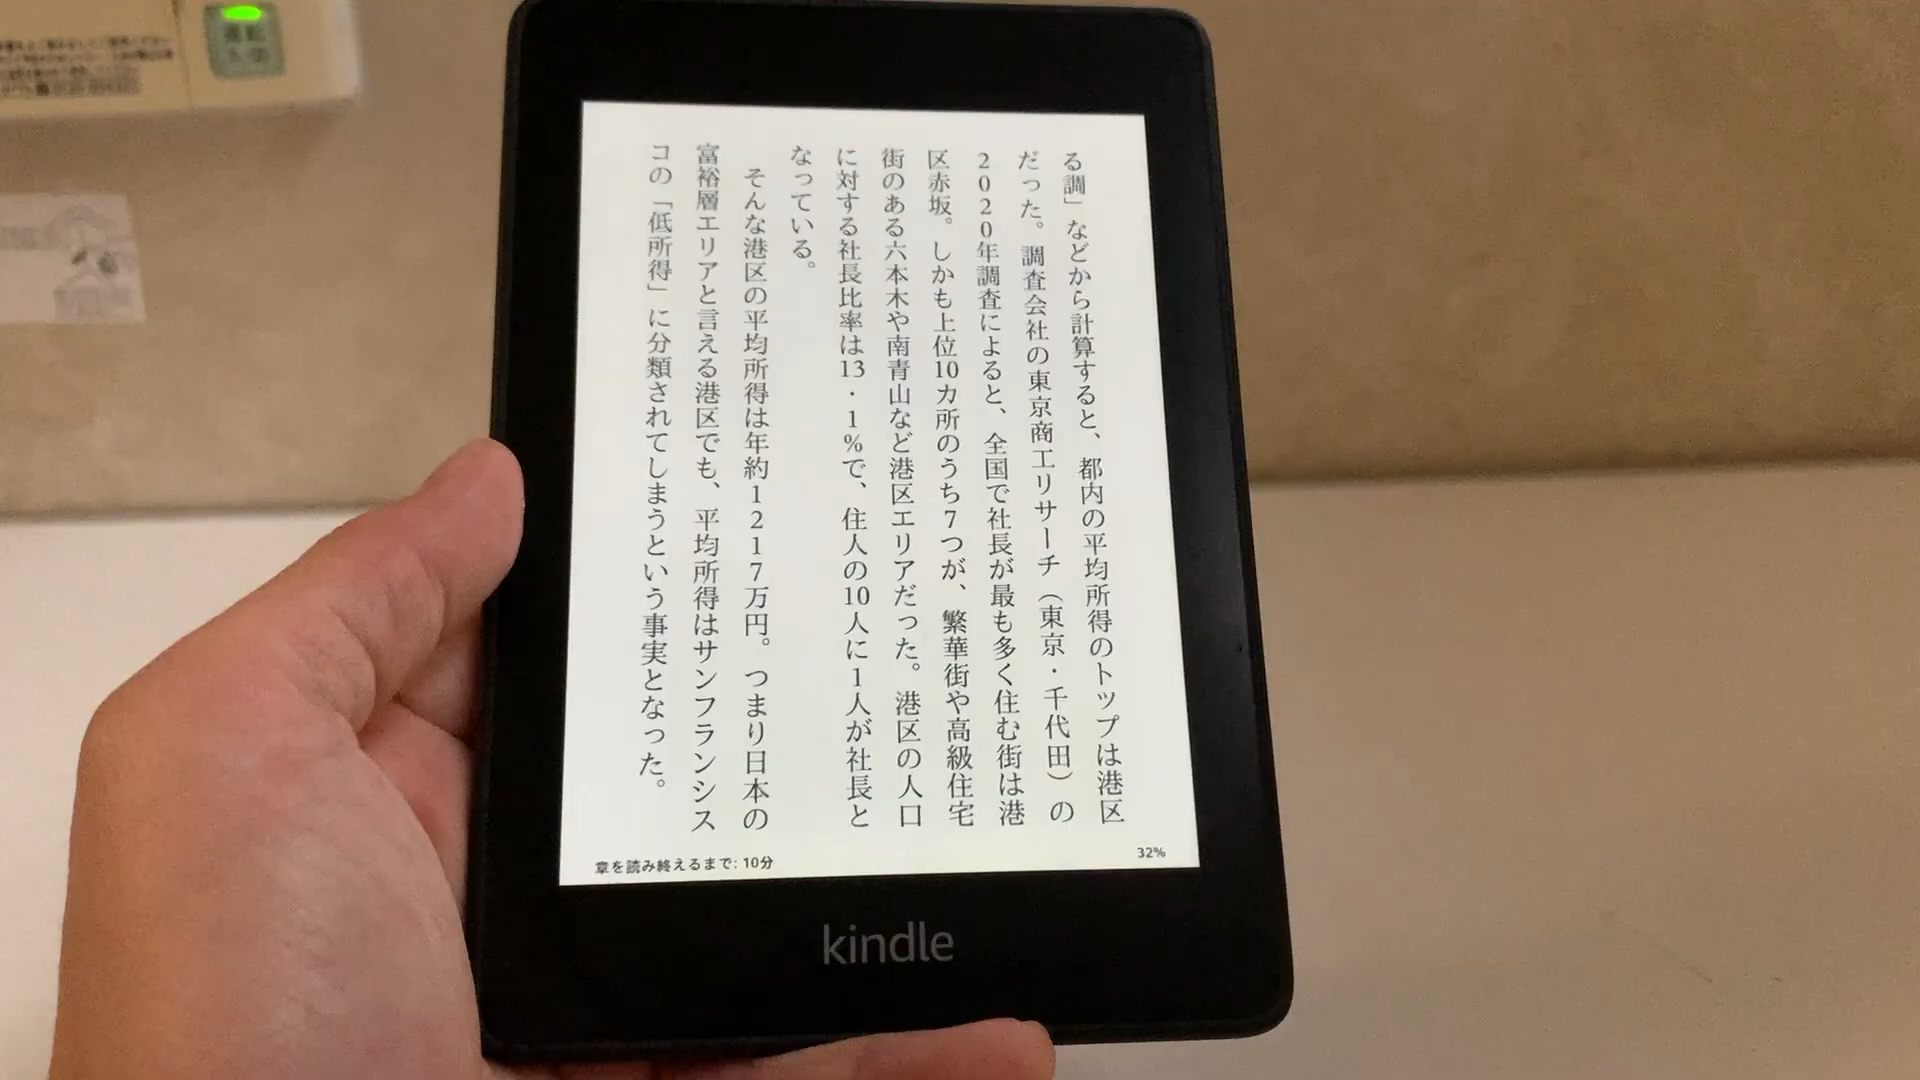 る調」などから計算すると、都内の平均所得のトップは港区
だった。調査会社の東京商工リサーチ（東京・千代田）の
2020年調査によると、全国で社長が最も多く住む街は港
区赤坂。しかも上位10カ所のうち7つが、繁華街や高級住宅
街のある六本木や南青山など港区エリアだった。港区の人口
に対する社長比率は13・1%で、住人の10人に1人が社長と
なっている。
そんな港区の平均所得は年約1217万円。つまり日本の
富裕層エリアと言える港区でも、平均所得はサンフランシス
コの「低所得」に分類されてしまうという事実となった。
章を読み終えるまで: 10分
32%
kindle